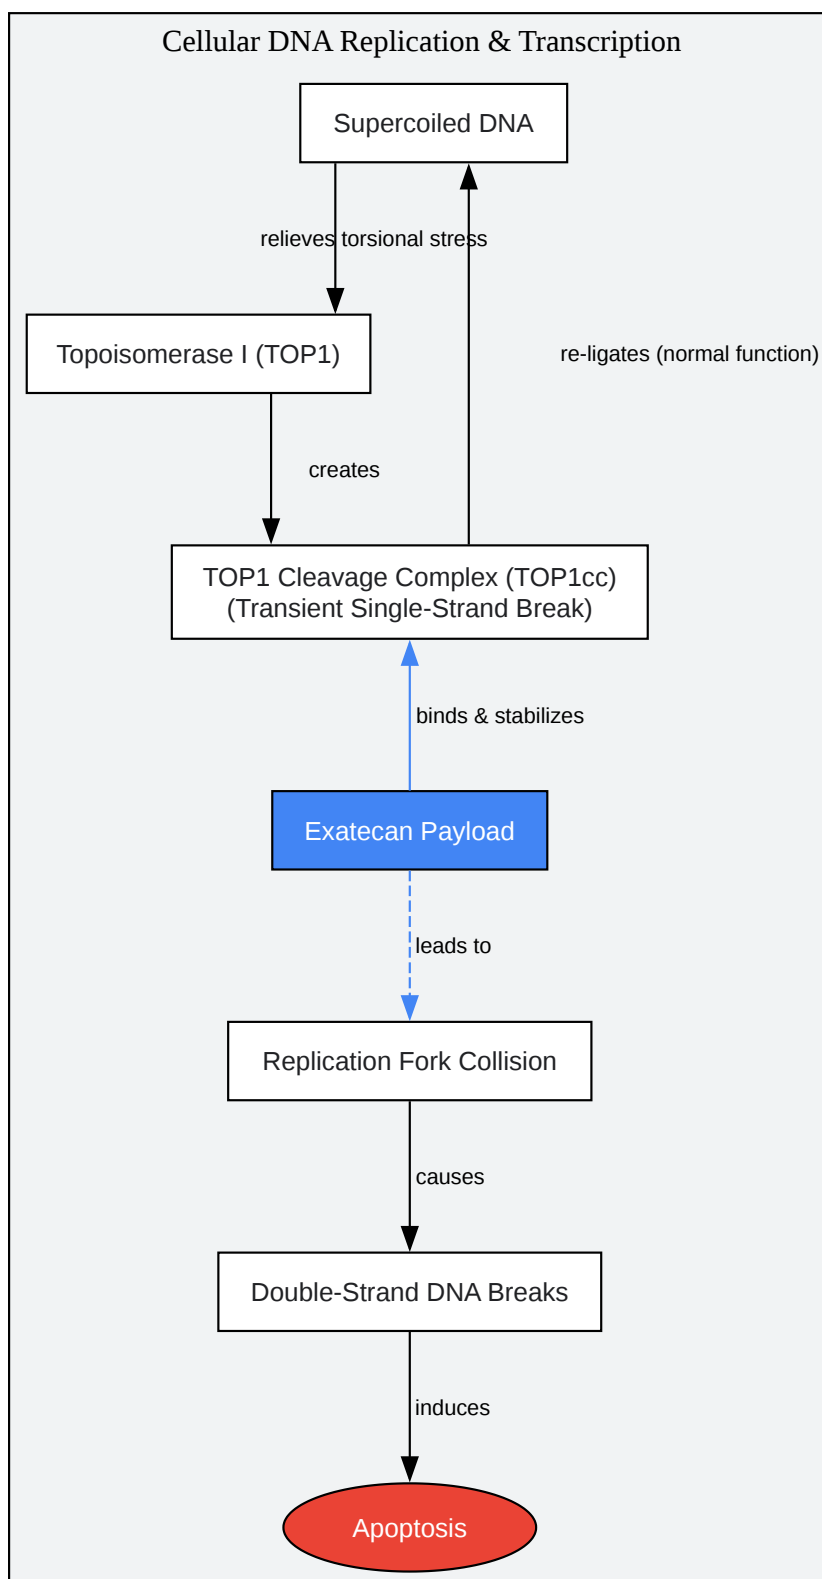 Cellular DNA Replication & Transcription
Supercoiled DNA
relieves torsional stress
Topoisomerase I (TOP1)
re-ligates (normal function)
creates
TOP1 Cleavage Complex (TOP1cc)
(Transient Single-Strand Break)
binds & stabilizes
Exatecan Payload
leads to
Replication Fork Collision
causes
Double-Strand DNA Breaks
induces
Apoptosis